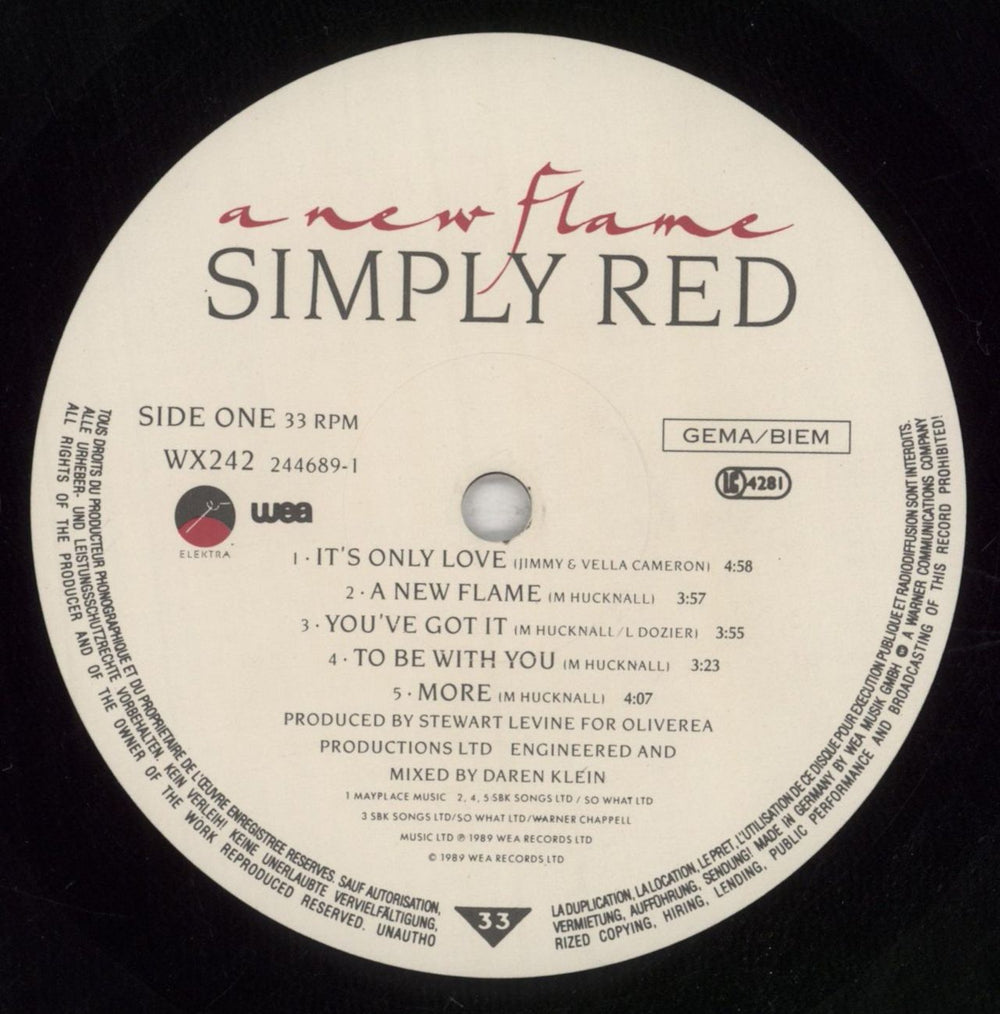 a new flame
SIMPLY RED
SIDE ONE 33 RPM
WX242 244689-1
GEMA/BIEM
LC 4281
ELEKTRA
wea
1 · IT'S ONLY LOVE (JIMMY & VELLA CAMERON) 4:58
2 · A NEW FLAME (M HUCKNALL) 3:57
3 · YOU'VE GOT IT (M HUCKNALL/L DOZIER) 3:55
4 · TO BE WITH YOU (M HUCKNALL) 3:23
5 · MORE (M HUCKNALL) 4:07
PRODUCED BY STEWART LEVINE FOR OLIVEREA
PRODUCTIONS LTD ENGINEERED AND
MIXED BY DAREN KLEIN
1 MAYPLACE MUSIC 2, 4, 5 SBK SONGS LTD / SO WHAT LTD
3 SBK SONGS LTD/SO WHAT LTD/WARNER CHAPPELL
MUSIC LTD ℗ 1989 WEA RECORDS LTD
© 1989 WEA RECORDS LTD
33
TOUS DROITS DU PRODUCTEUR PHONOGRAPHIQUE ET DU PROPRIETAIRE DE L'ŒUVRE ENREGISTREE RESERVES. SAUF AUTORISATION,
ALLE URHEBER- UND LEISTUNGSSCHUTZRECHTE VORBEHALTEN. KEIN VERLEIH! KEINE UNERLAUBTE VERVIELFÄLTIGUNG,
ALL RIGHTS OF THE PRODUCER AND OF THE OWNER OF THE WORK REPRODUCED RESERVED. UNAUTHO
LA DUPLICATION, LA LOCATION, LE PRET, L'UTILISATION DE CE DISQUE POUR EXECUTION PUBLIQUE ET RADIODIFFUSION SONT INTERDITS.
VERMIETUNG, AUFFÜHRUNG, SENDUNG! MADE IN GERMANY BY WEA MUSIK GMBH A WARNER COMMUNICATIONS COMPANY
RIZED COPYING, HIRING, LENDING, PUBLIC PERFORMANCE AND BROADCASTING OF THIS RECORD PROHIBITED!